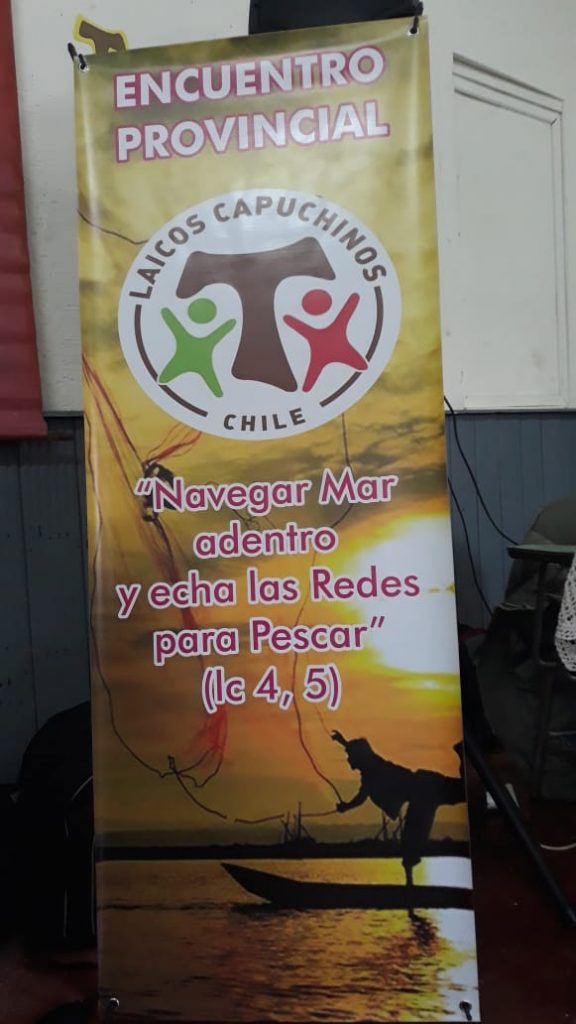 ENCUENTRO
PROVINCIAL
LAICOS CAPUCHINOS
CHILE
“Navegar Mar
adentro
y echa las Redes
para Pescar”
(lc 4, 5)